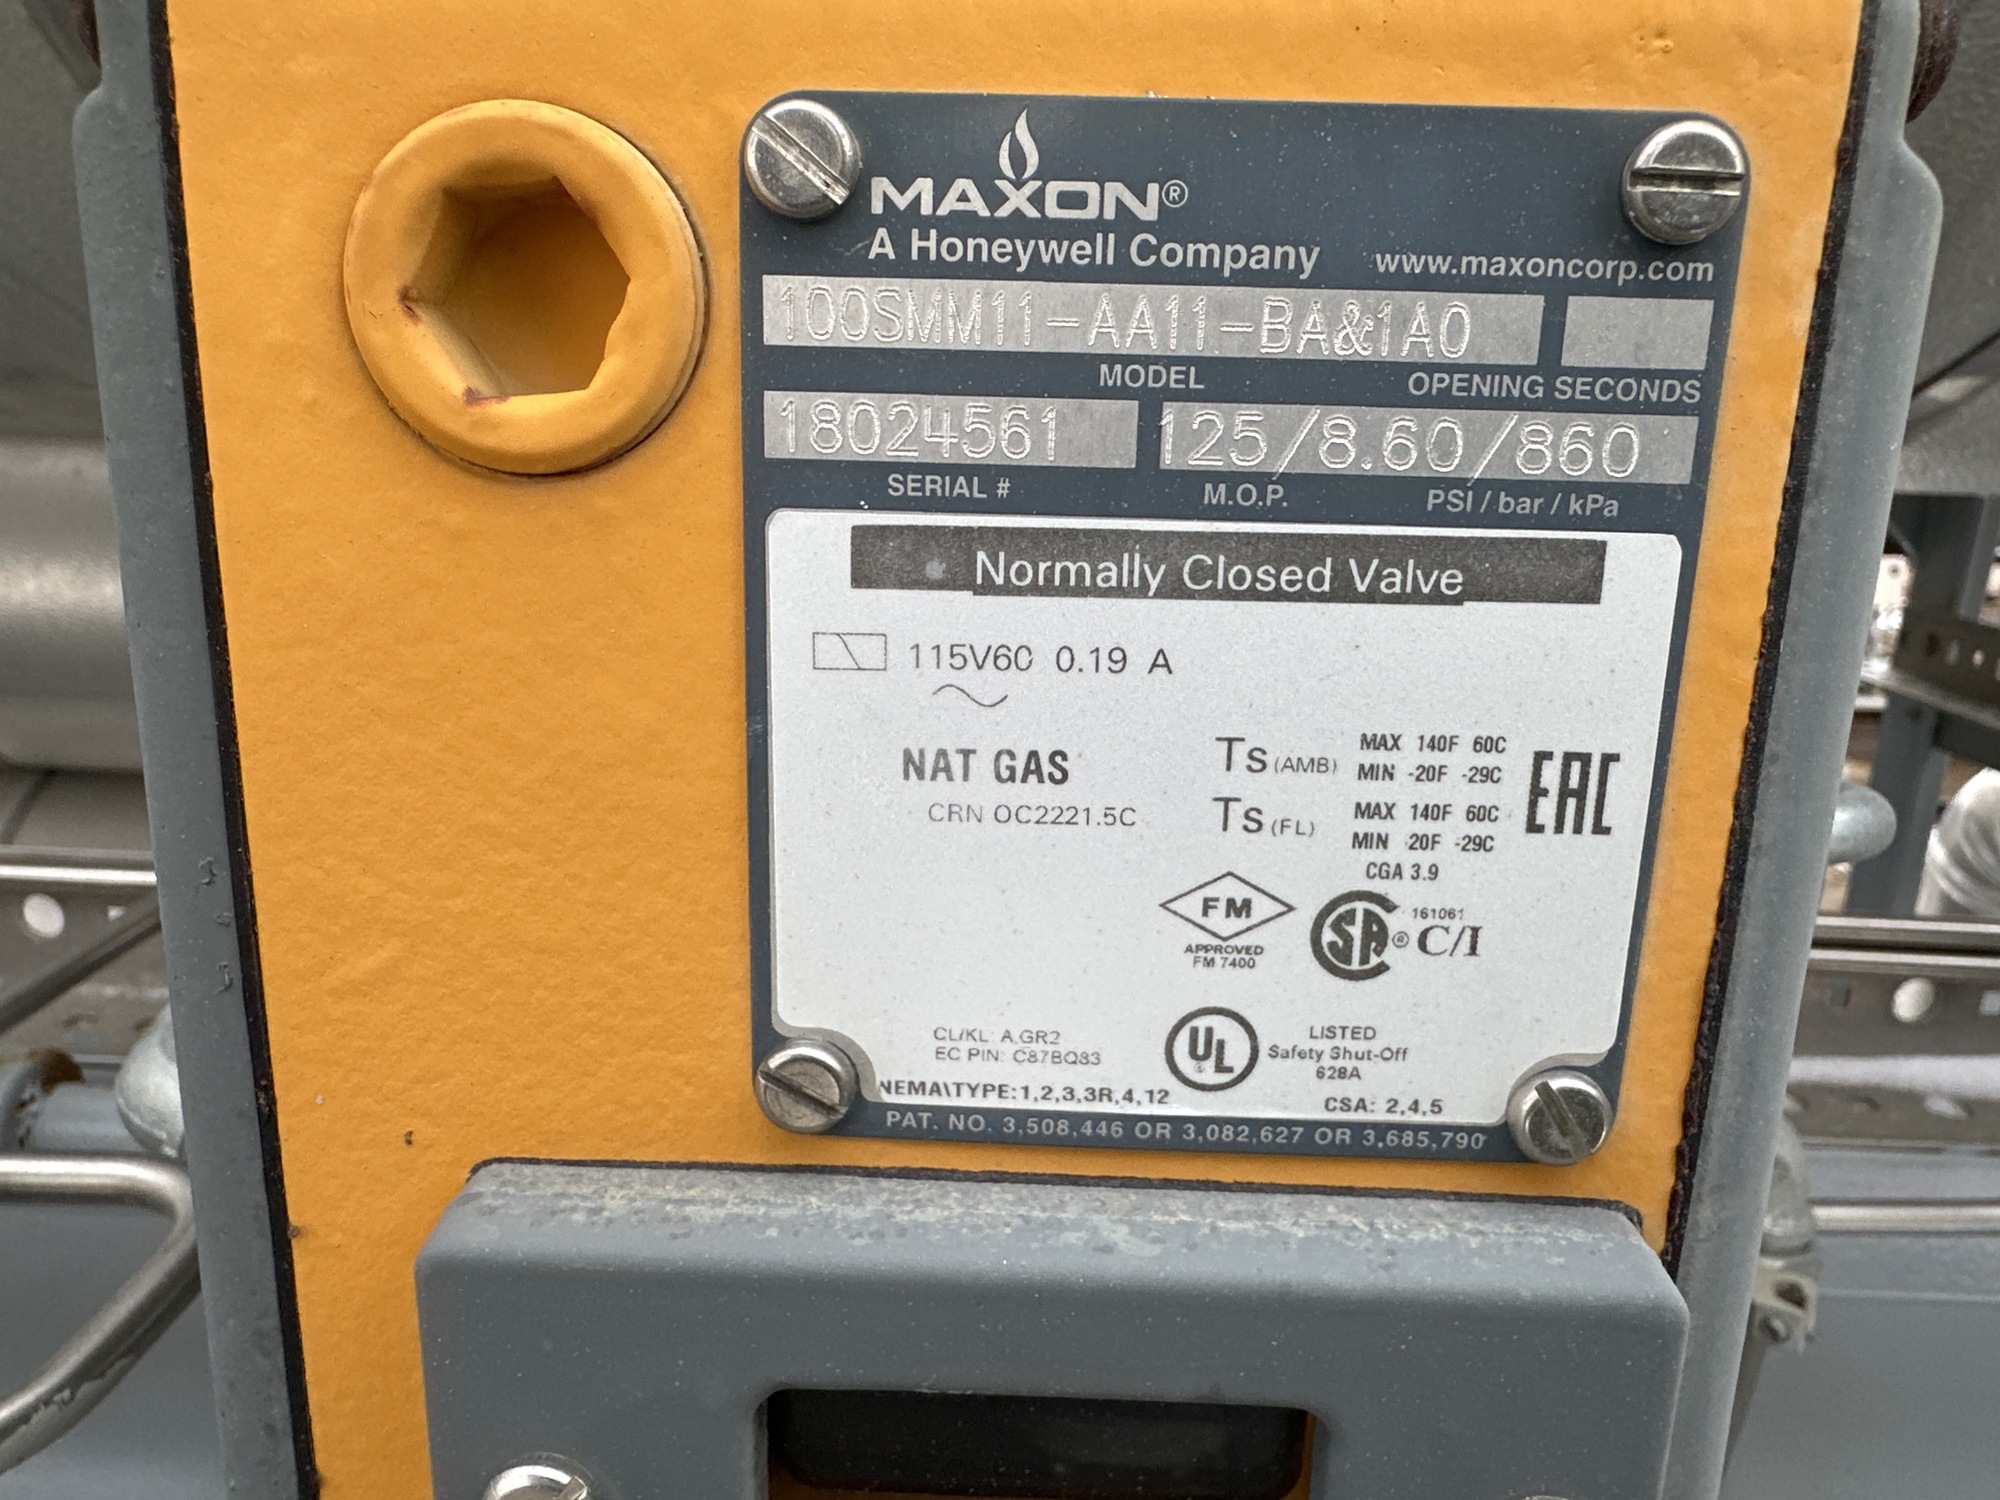 MAXON®
A Honeywell Company www.maxoncorp.com
100SMM11-AA11-BA&1A0
MODEL OPENING SECONDS
18024561 125/8.60/860
SERIAL # M.O.P. PSI / bar / kPa
Normally Closed Valve
115V60 0.19 A
NAT GAS
CRN OC2221.5C
Ts (AMB) MAX 140F 60C
MIN -20F -29C
Ts (FL) MAX 140F 60C
MIN -20F -29C
EAC
CGA 3.9
FM
APPROVED
FM 7400
SA® 161061
C/I
CL/KL: A GR2
EC PIN: C87BQ83
UL
LISTED
Safety Shut-Off
628A
NEMA\TYPE:1,2,3,3R,4,12
CSA: 2,4,5
PAT. NO. 3,508,446 OR 3,082,627 OR 3,685,790